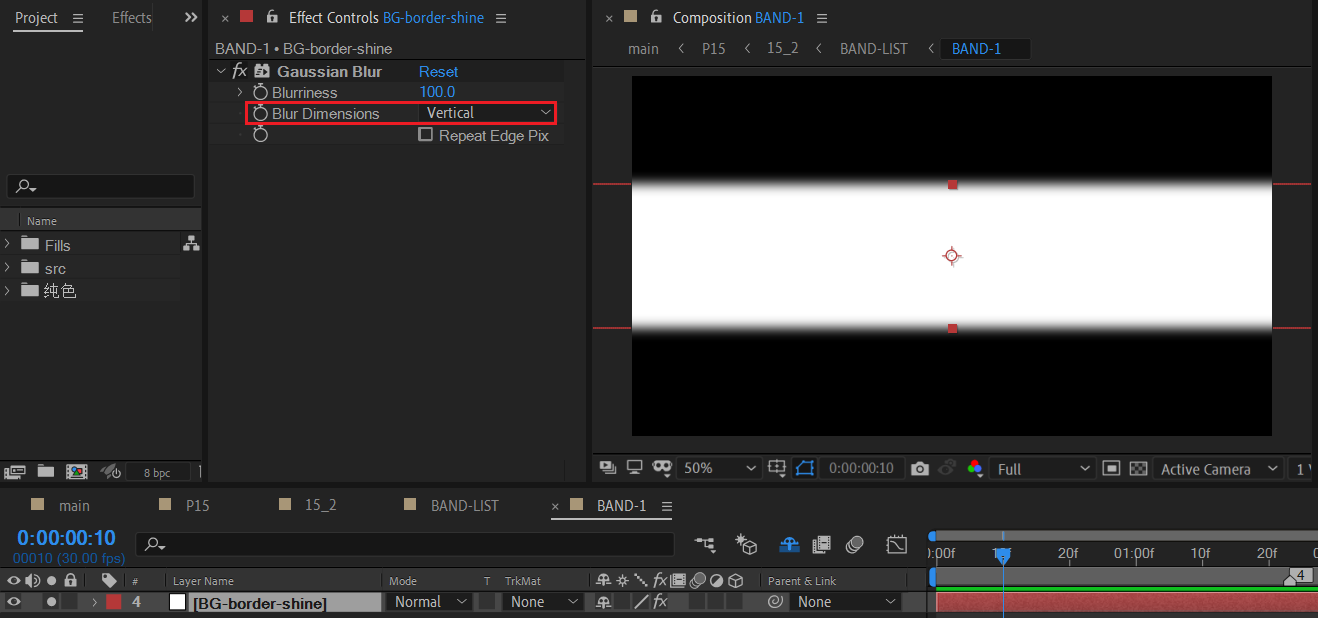 Project
Effects
Effect Controls BG-border-shine
Composition BAND-1
BAND-1 • BG-border-shine
main < P15 < 15_2 < BAND-LIST < BAND-1
fx Gaussian Blur Reset
Blurriness 100.0
Blur Dimensions Vertical
Repeat Edge Pix
Name
Fills
src
纯色
8 bpc
50% 0:00:00:10 Full Active Camera 1
main P15 15_2 BAND-LIST BAND-1
0:00:00:10
00010 (30.00 fps)
:00f 10f 20f 01:00f 10f 20f
# Layer Name Mode T TrkMat fx Parent & Link
4
4 [BG-border-shine] Normal None fx None